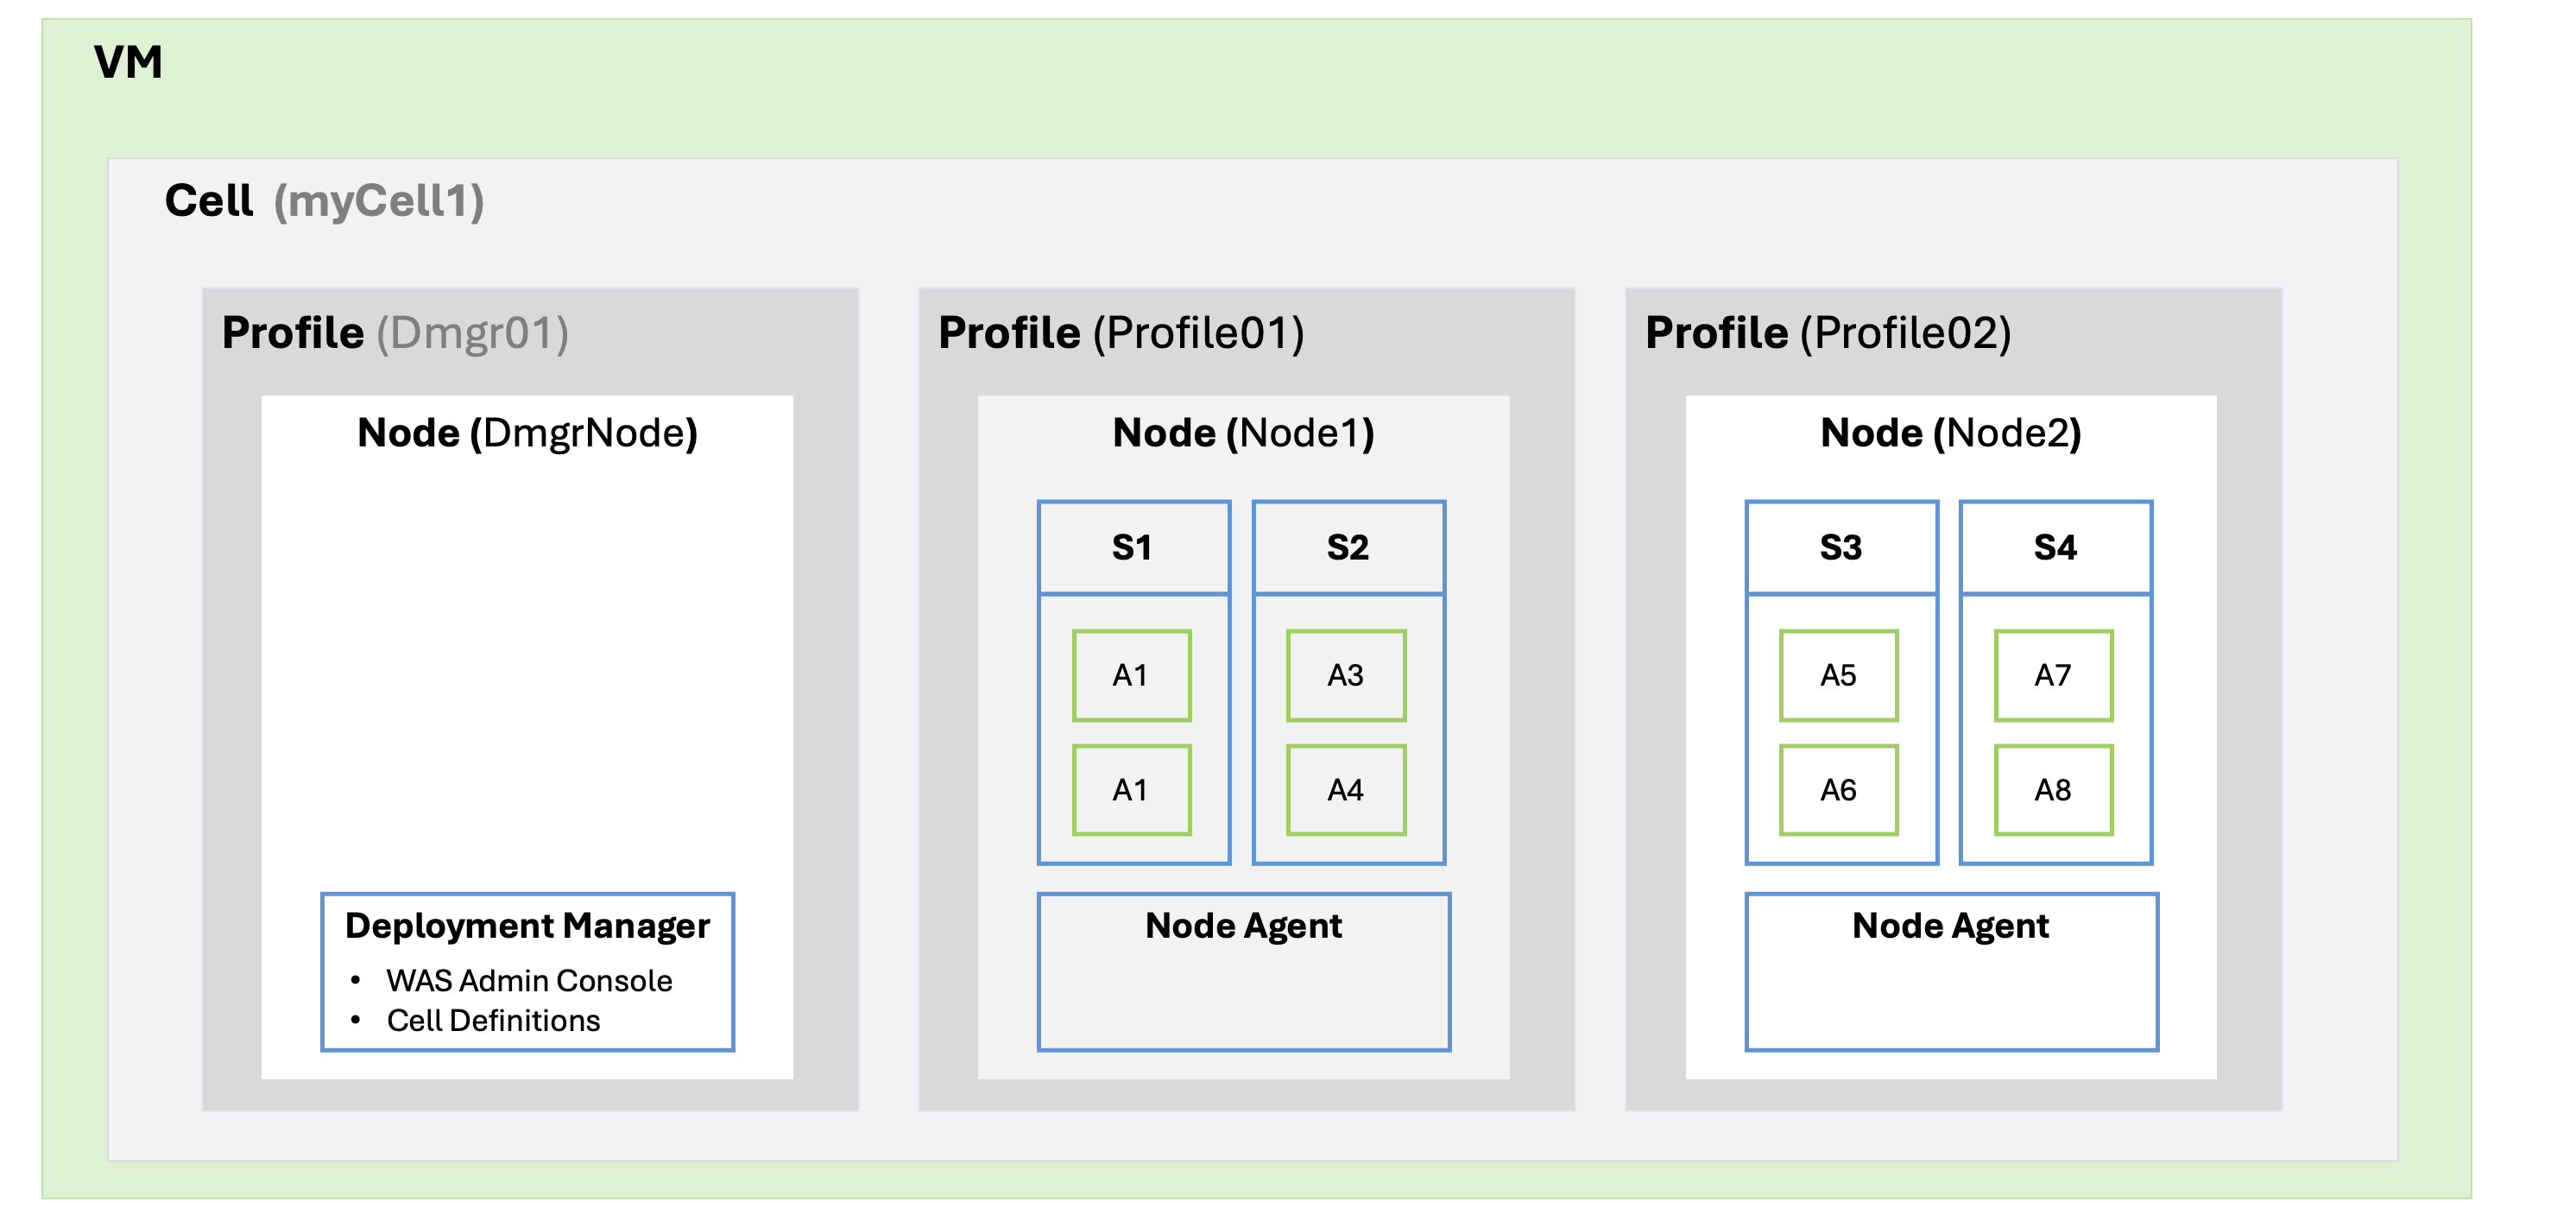 VM
Cell (myCell1)
Profile (Dmgr01)
Node (DmgrNode)
Deployment Manager
• WAS Admin Console
• Cell Definitions
Profile (Profile01)
Node (Node1)
S1
A1
A1
S2
A3
A4
Node Agent
Profile (Profile02)
Node (Node2)
S3
A5
A6
S4
A7
A8
Node Agent